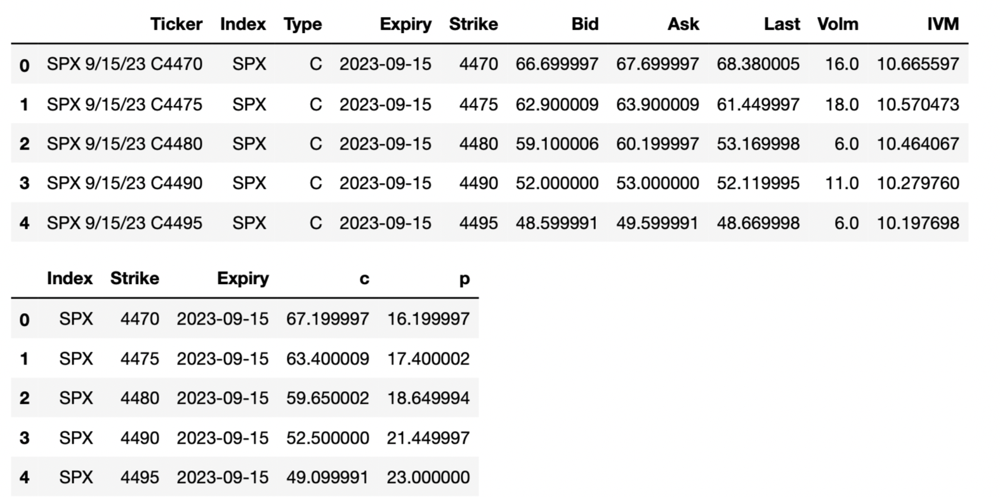 Ticker Index Type Expiry Strike Bid Ask Last Volm IVM
0 SPX 9/15/23 C4470 SPX C 2023-09-15 4470 66.699997 67.699997 68.380005 16.0 10.665597
1 SPX 9/15/23 C4475 SPX C 2023-09-15 4475 62.900009 63.900009 61.449997 18.0 10.570473
2 SPX 9/15/23 C4480 SPX C 2023-09-15 4480 59.100006 60.199997 53.169998 6.0 10.464067
3 SPX 9/15/23 C4490 SPX C 2023-09-15 4490 52.000000 53.000000 52.119995 11.0 10.279760
4 SPX 9/15/23 C4495 SPX C 2023-09-15 4495 48.599991 49.599991 48.669998 6.0 10.197698
Index Strike Expiry c p
0 SPX 4470 2023-09-15 67.199997 16.199997
1 SPX 4475 2023-09-15 63.400009 17.400002
2 SPX 4480 2023-09-15 59.650002 18.649994
3 SPX 4490 2023-09-15 52.500000 21.449997
4 SPX 4495 2023-09-15 49.099991 23.000000